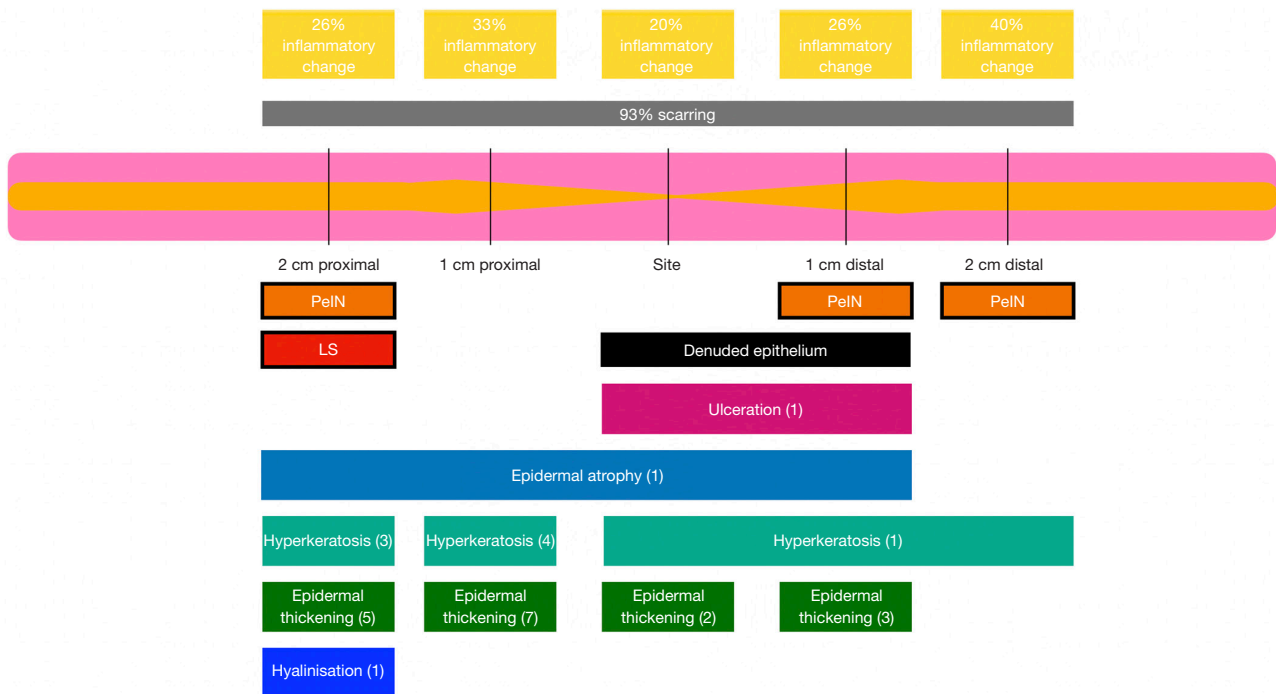 26%
inflammatory
change
33%
inflammatory
change
20%
inflammatory
change
26%
inflammatory
change
40%
inflammatory
change
93% scarring
2 cm proximal
1 cm proximal
Site
1 cm distal
2 cm distal
PeIN
PeIN
PeIN
LS
Denuded epithelium
Ulceration (1)
Epidermal atrophy (1)
Hyperkeratosis (3)
Hyperkeratosis (4)
Hyperkeratosis (1)
Epidermal
thickening (5)
Epidermal
thickening (7)
Epidermal
thickening (2)
Epidermal
thickening (3)
Hyalinisation (1)